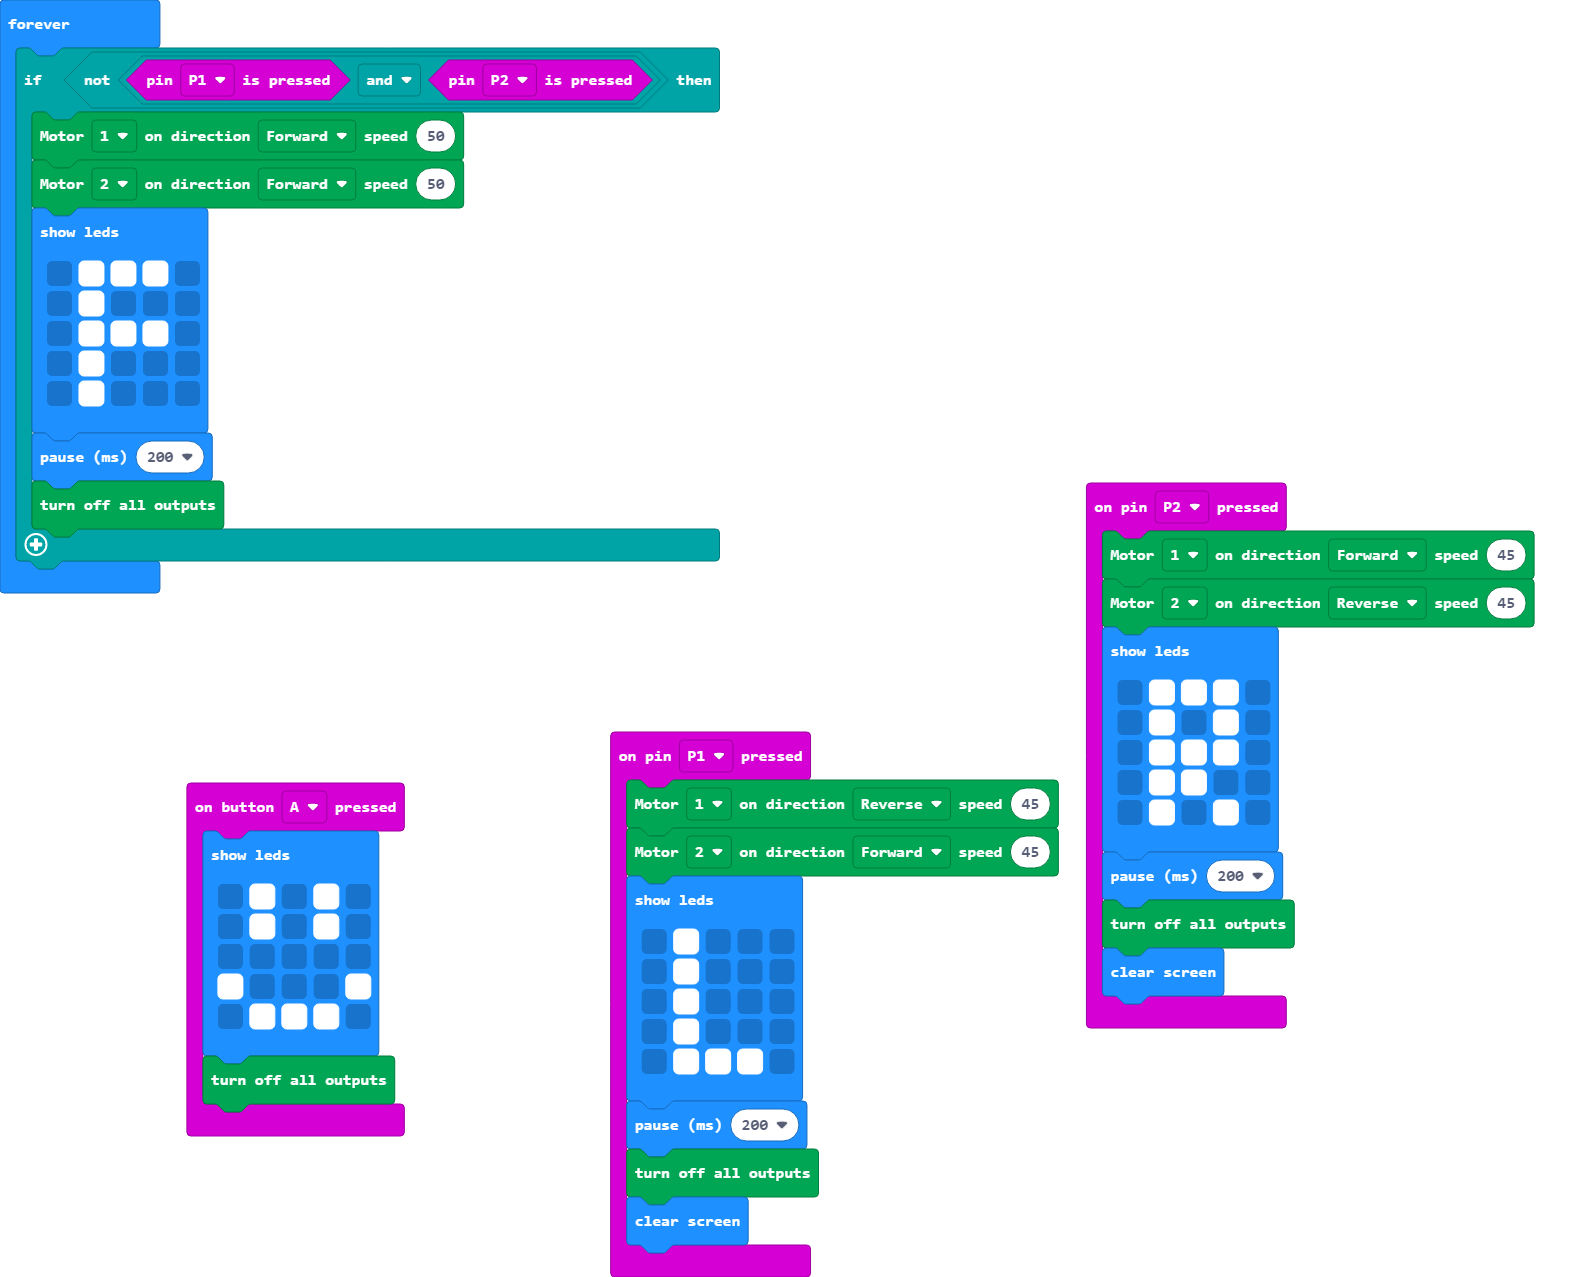 forever
if not pin P1 is pressed and pin P2 is pressed then
Motor 1 on direction Forward speed 50
Motor 2 on direction Forward speed 50
show leds
pause (ms) 200
turn off all outputs
on button A pressed
show leds
turn off all outputs
on pin P1 pressed
Motor 1 on direction Reverse speed 45
Motor 2 on direction Forward speed 45
show leds
pause (ms) 200
turn off all outputs
clear screen
on pin P2 pressed
Motor 1 on direction Forward speed 45
Motor 2 on direction Reverse speed 45
show leds
pause (ms) 200
turn off all outputs
clear screen